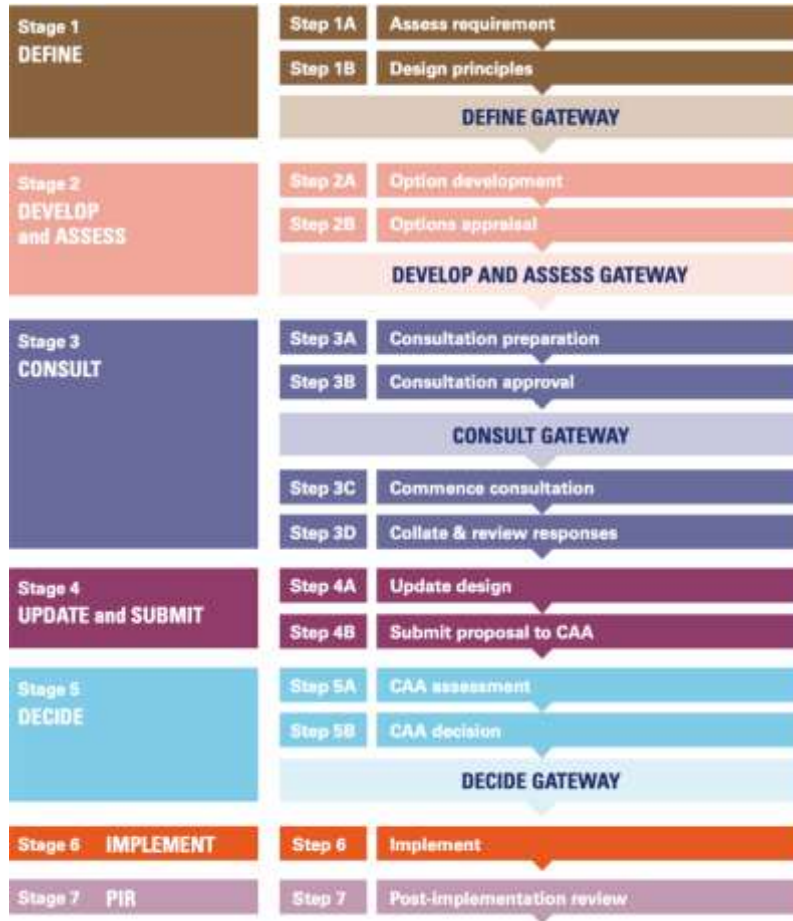 Stage 1
DEFINE
Step 1A Assess requirement
Step 1B Design principles
DEFINE GATEWAY
Stage 2
DEVELOP
and ASSESS
Step 2A Option development
Step 2B Options appraisal
DEVELOP AND ASSESS GATEWAY
Stage 3
CONSULT
Step 3A Consultation preparation
Step 3B Consultation approval
CONSULT GATEWAY
Step 3C Commence consultation
Step 3D Collate & review responses
Stage 4
UPDATE and SUBMIT
Step 4A Update design
Step 4B Submit proposal to CAA
Stage 5
DECIDE
Step 5A CAA assessment
Step 5B CAA decision
DECIDE GATEWAY
Stage 6 IMPLEMENT Step 6 Implement
Stage 7 PIR Step 7 Post-implementation review